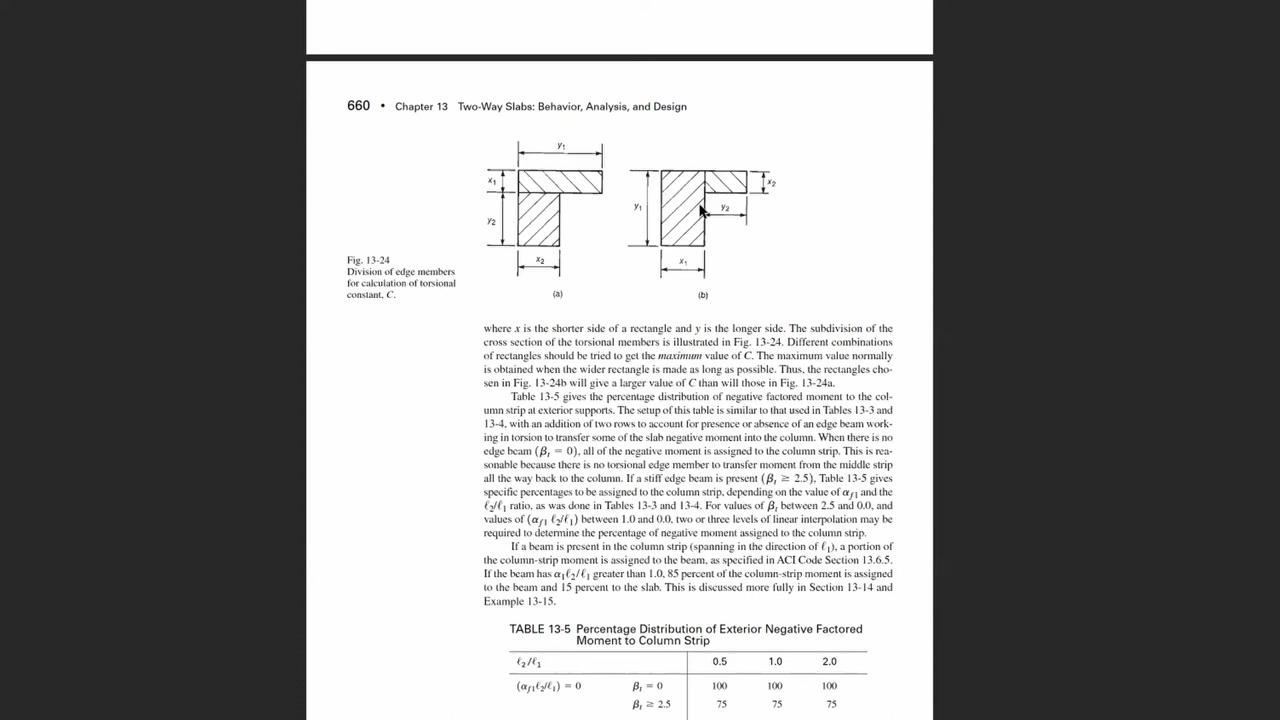 660 • Chapter 13 Two-Way Slabs: Behavior, Analysis, and Design
y₁
x₁
y₂
x₂
(a)
y₁
x₂
y₂
x₁
(b)
Fig. 13-24
Division of edge members
for calculation of torsional
constant, C.
where x is the shorter side of a rectangle and y is the longer side. The subdivision of the
cross section of the torsional members is illustrated in Fig. 13-24. Different combinations
of rectangles should be tried to get the maximum value of C. The maximum value normally
is obtained when the wider rectangle is made as long as possible. Thus, the rectangles cho-
sen in Fig. 13-24b will give a larger value of C than will those in Fig. 13-24a.
Table 13-5 gives the percentage distribution of negative factored moment to the col-
umn strip at exterior supports. The setup of this table is similar to that used in Tables 13-3 and
13-4, with an addition of two rows to account for presence or absence of an edge beam work-
ing in torsion to transfer some of the slab negative moment into the column. When there is no
edge beam (βₜ = 0), all of the negative moment is assigned to the column strip. This is rea-
sonable because there is no torsional edge member to transfer moment from the middle strip
all the way back to the column. If a stiff edge beam is present (βₜ ≥ 2.5), Table 13-5 gives
specific percentages to be assigned to the column strip, depending on the value of αf1 and the
ℓ₂/ℓ₁ ratio, as was done in Tables 13-3 and 13-4. For values of βₜ between 2.5 and 0.0, and
values of (αf1 ℓ₂/ℓ₁) between 1.0 and 0.0, two or three levels of linear interpolation may be
required to determine the percentage of negative moment assigned to the column strip.
If a beam is present in the column strip (spanning in the direction of ℓ₁), a portion of
the column-strip moment is assigned to the beam, as specified in ACI Code Section 13.6.5.
If the beam has α₁ℓ₂/ℓ₁ greater than 1.0, 85 percent of the column-strip moment is assigned
to the beam and 15 percent to the slab. This is discussed more fully in Section 13-14 and
Example 13-15.
TABLE 13-5 Percentage Distribution of Exterior Negative Factored
Moment to Column Strip
ℓ₂/ℓ₁ 0.5 1.0 2.0
(αf1ℓ₂/ℓ₁) = 0 βₜ = 0 100 100 100
βₜ ≥ 2.5 75 75 75